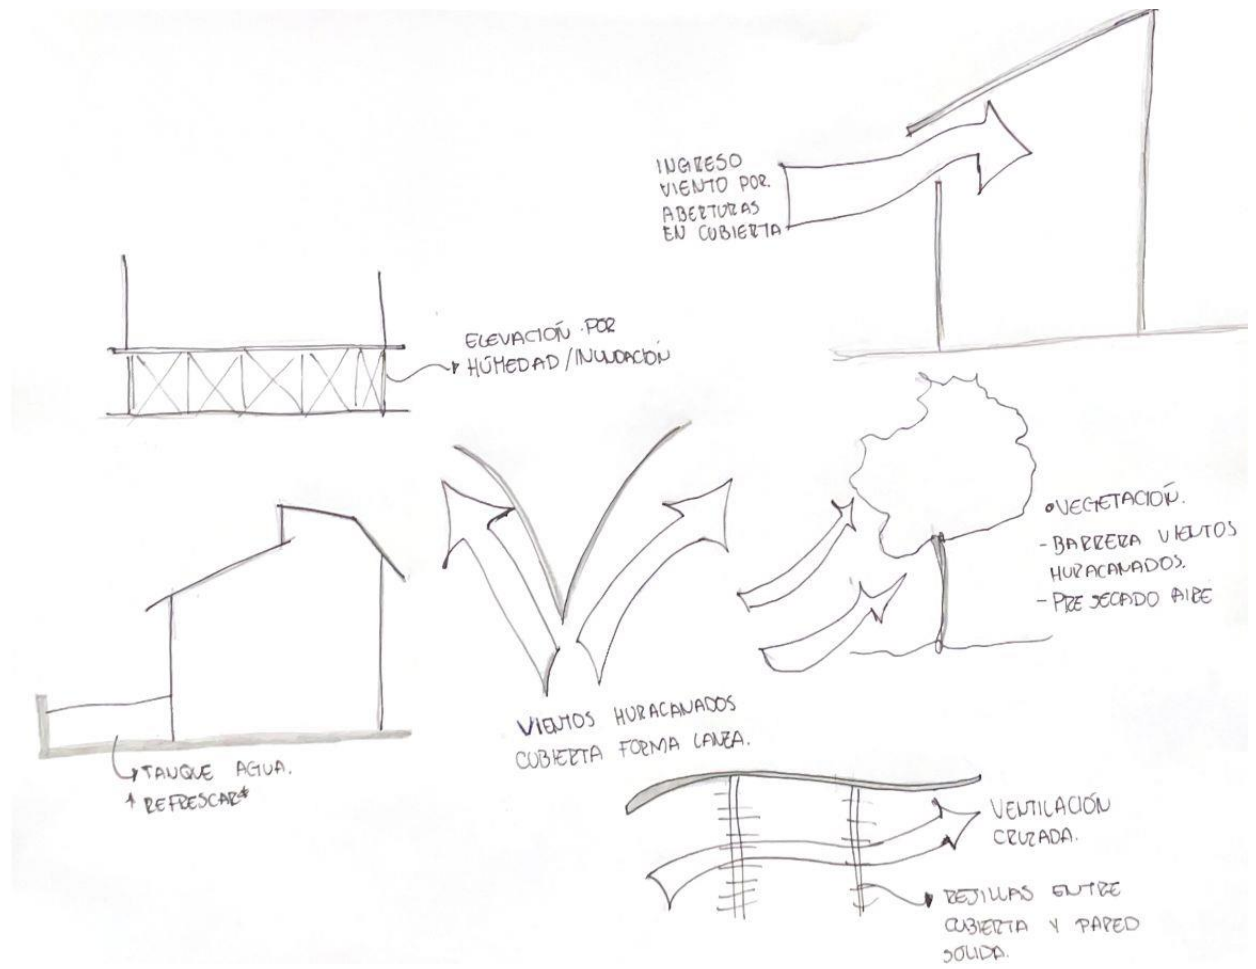 INGRESO
VIENTO POR.
ABERTURAS
EN CUBIERTA
ELEVACIÓN POR
HÚMEDAD/INUNDACIÓN
• VEGETACIÓN.
- BARRERA VIENTOS
HURACANADOS.
- PRE SECADO AIRE
VIENTOS HURACANADOS
CUBIERTA FORMA LANZA.
TANQUE AGUA.
* REFRESCAR*
VENTILACIÓN
CRUZADA.
REJILLAS ENTRE
CUBIERTA Y PARED
SÓLIDA.